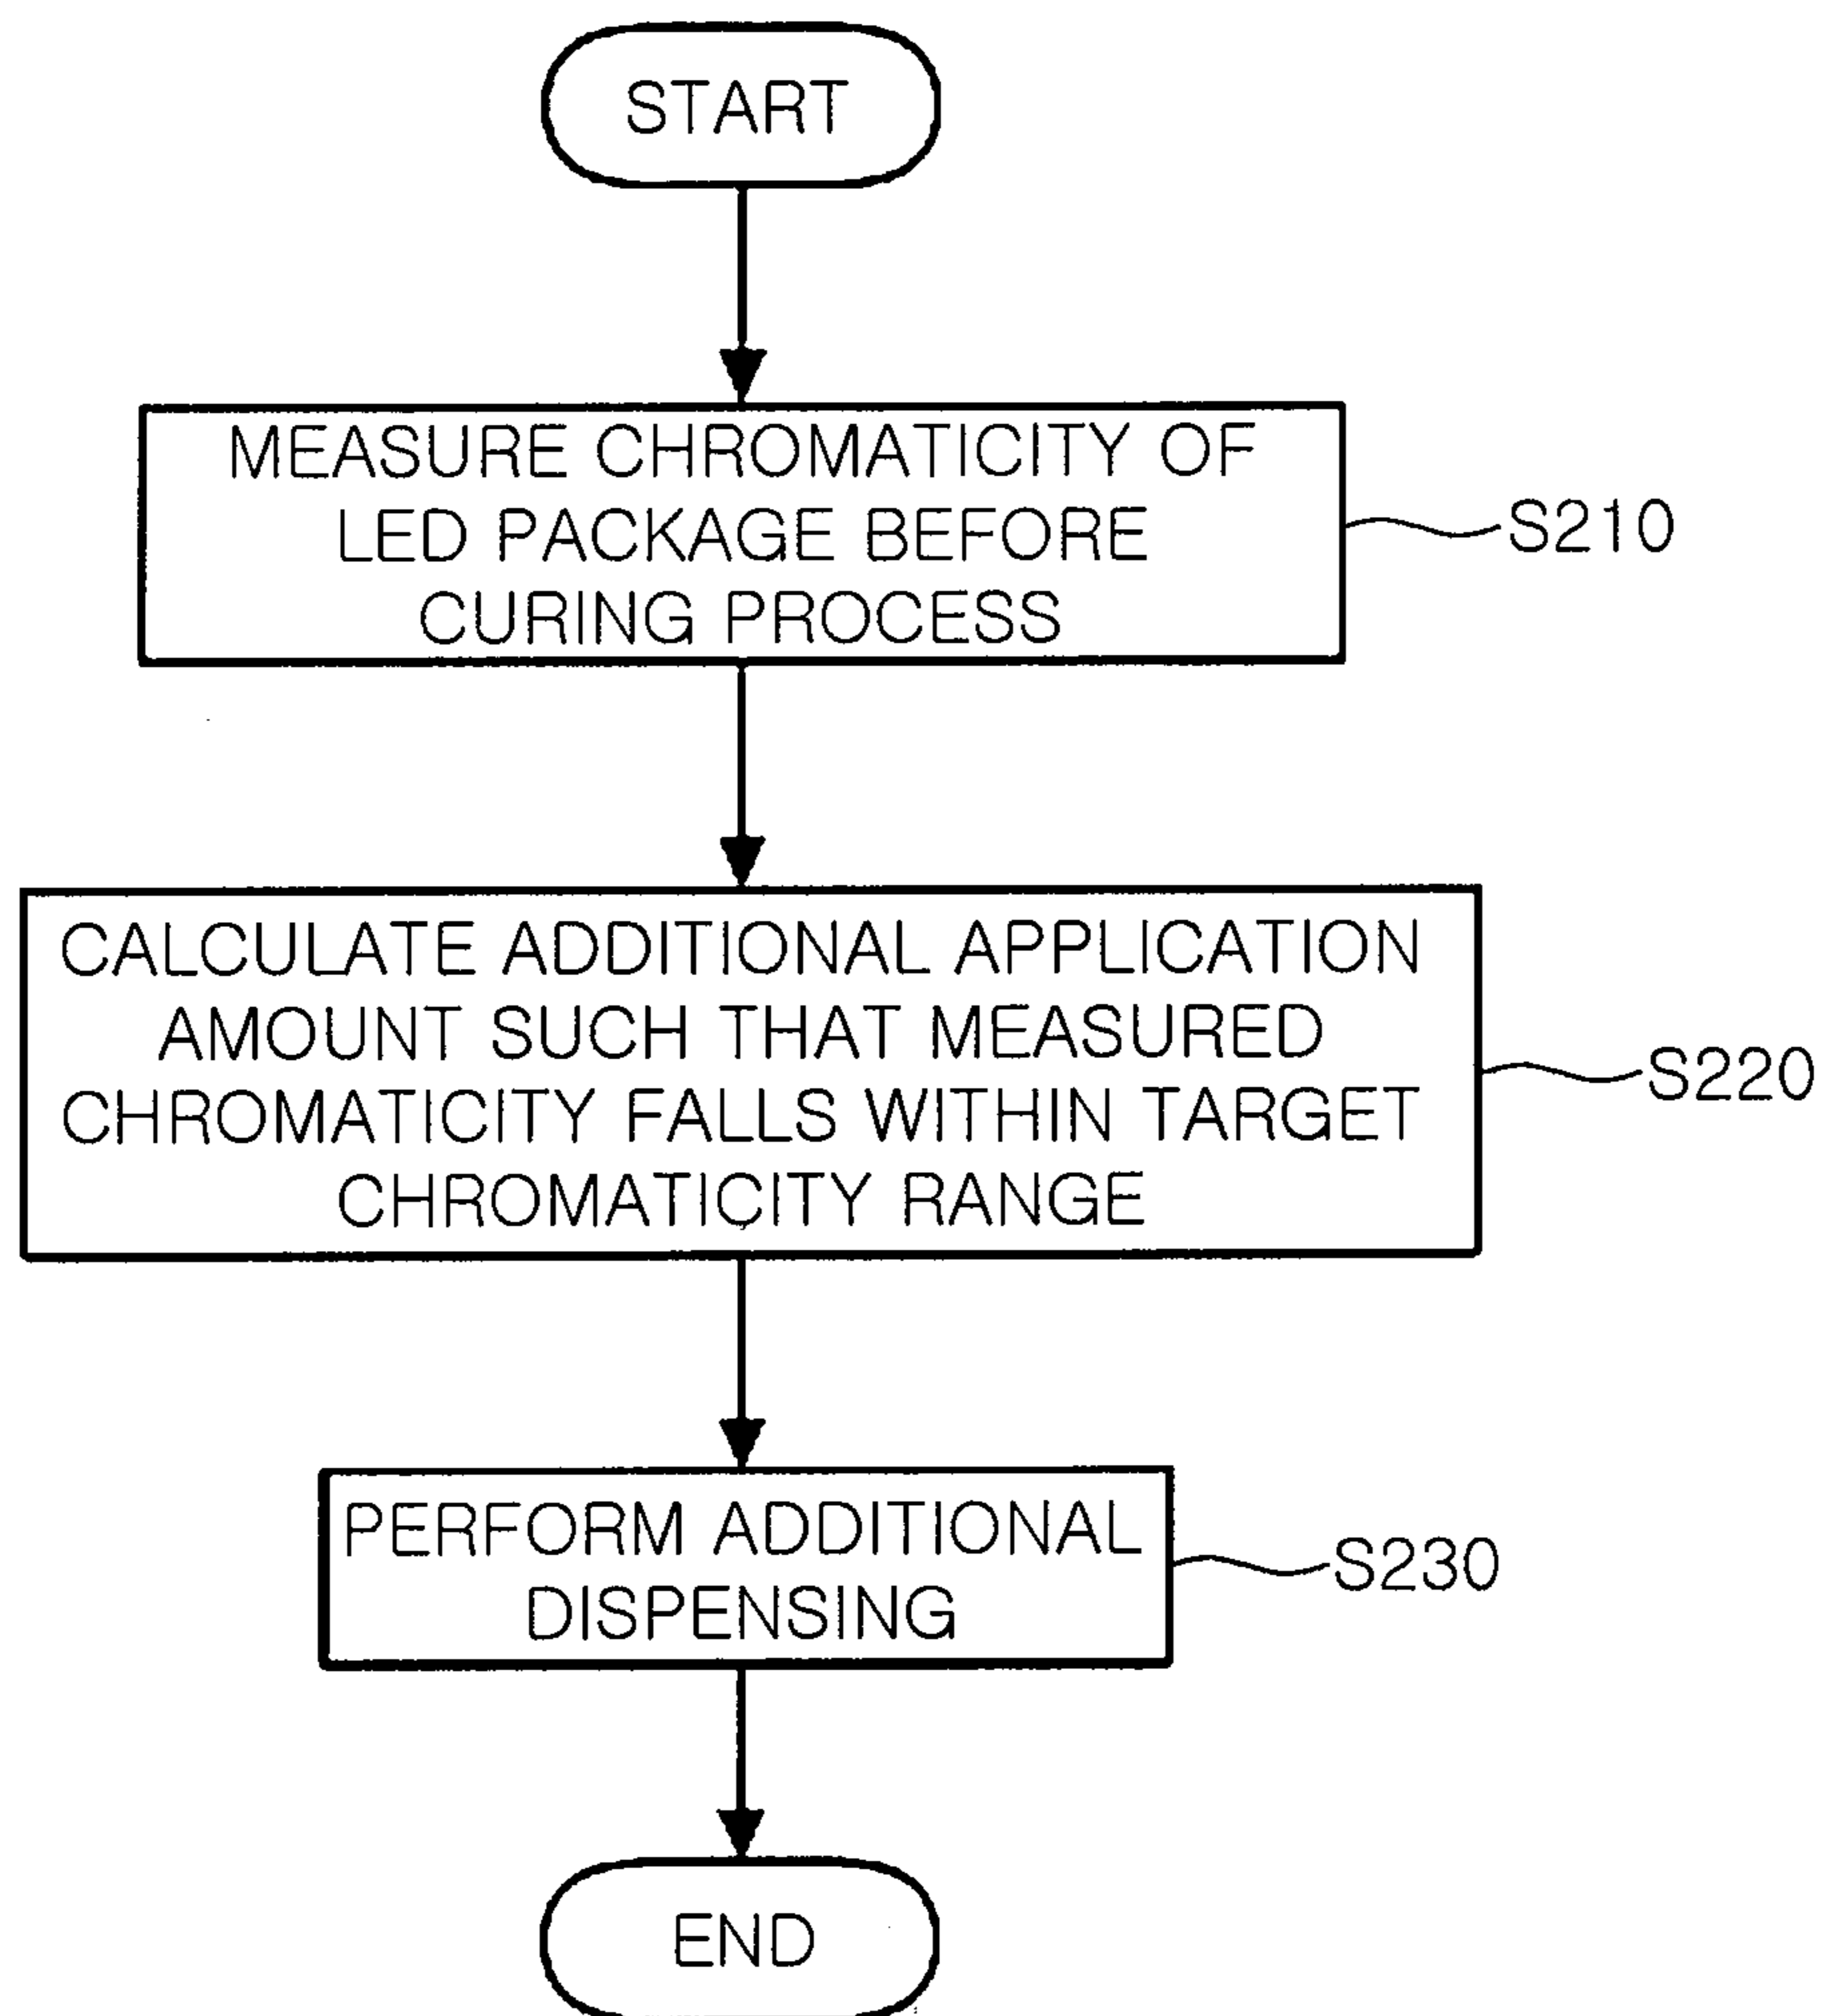 START
MEASURE CHROMATICITY OF
LED PACKAGE BEFORE
CURING PROCESS
S210
CALCULATE ADDITIONAL APPLICATION
AMOUNT SUCH THAT MEASURED
CHROMATICITY FALLS WITHIN TARGET
CHROMATICITY RANGE
S220
PERFORM ADDITIONAL
DISPENSING
S230
END